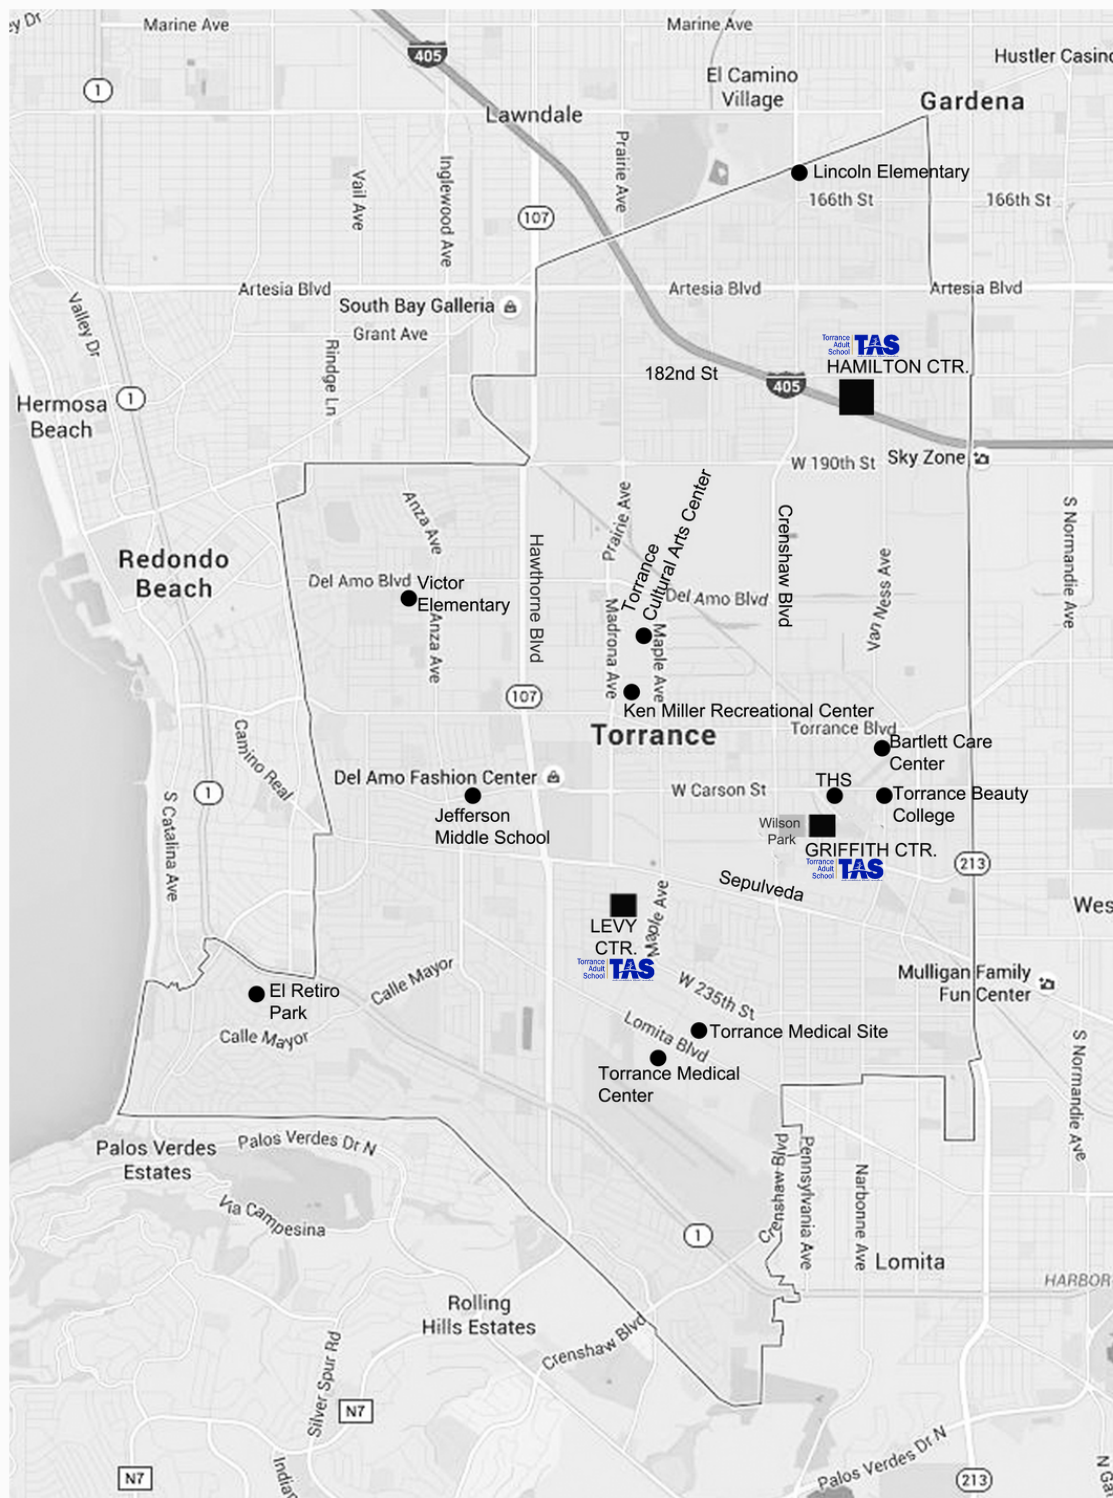 ey Dr
Marine Ave
Marine Ave
405
Hustler Casino
1
El Camino
Village
Gardena
Lawndale
Prairie Ave
Inglewood Ave
Vail Ave
Lincoln Elementary
166th St
166th St
107
Artesia Blvd
Artesia Blvd
Artesia Blvd
South Bay Galleria
Valley Dr
Grant Ave
Rindge Ln
Torrance
Adult
School
TAS
HAMILTON CTR.
182nd St
405
Hermosa
Beach
1
W 190th St
Sky Zone
Anza Ave
Prairie Ave
Torrance
Cultural Arts Center
Crenshaw Blvd
S Normandie Ave
Hawthorne Blvd
Van Ness Ave
Redondo
Beach
Del Amo Blvd
Victor
Elementary
Del Amo Blvd
Anza Ave
Madrona Ave
Maple Ave
107
Ken Miller Recreational Center
Torrance
Torrance Blvd
Bartlett Care
Center
Camino Real
Del Amo Fashion Center
THS
W Carson St
1
S Catalina Ave
Jefferson
Middle School
Torrance Beauty
College
Wilson
Park
GRIFFITH CTR.
Torrance
Adult
School
TAS
213
Sepulveda
Maple Ave
Wes
LEVY
CTR.
Torrance
Adult
School
TAS
Calle Mayor
W 235th St
Mulligan Family
Fun Center
El Retiro
Park
Calle Mayor
Lomita Blvd
Torrance Medical Site
Torrance Medical
Center
S Normandie Ave
Palos Verdes
Estates
Palos Verdes Dr N
Crenshaw Blvd
Pennsylvania Ave
Narbonne Ave
Via Campesina
1
Lomita
HARBOR
Rolling
Hills Estates
Crenshaw Blvd
Silver Spur Rd
N7
Palos Verdes Dr N
N7
Indian
213
N Ga